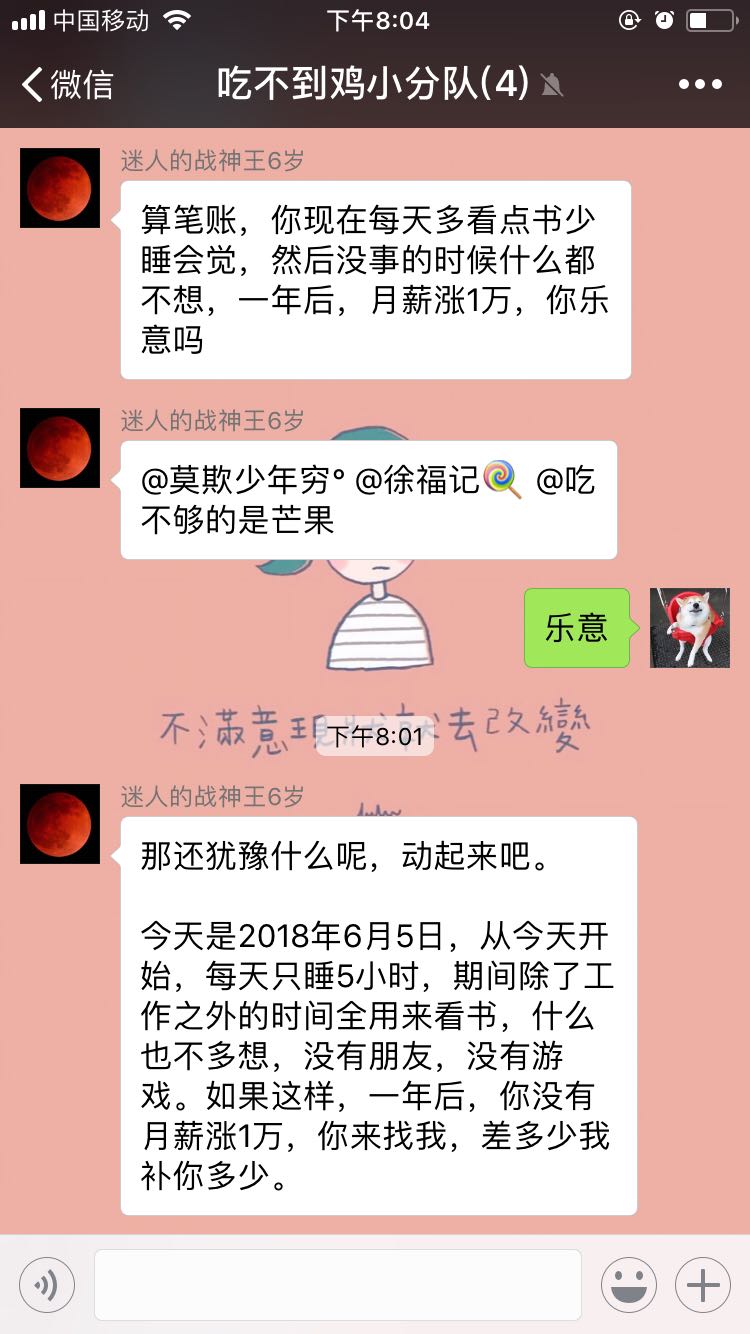 中国移动
下午8:04
微信
吃不到鸡小分队(4)
迷人的战神王6岁
算笔账，你现在每天多看点书少
睡会觉，然后没事的时候什么都
不想，一年后，月薪涨1万，你乐
意吗
迷人的战神王6岁
@莫欺少年穷° @徐福记🍭 @吃
不够的是芒果
乐意
不滿意現狀就去改變
下午8:01
迷人的战神王6岁
那还犹豫什么呢，动起来吧。
今天是2018年6月5日，从今天开
始，每天只睡5小时，期间除了工
作之外的时间全用来看书，什么
也不多想，没有朋友，没有游
戏。如果这样，一年后，你没有
月薪涨1万，你来找我，差多少我
补你多少。